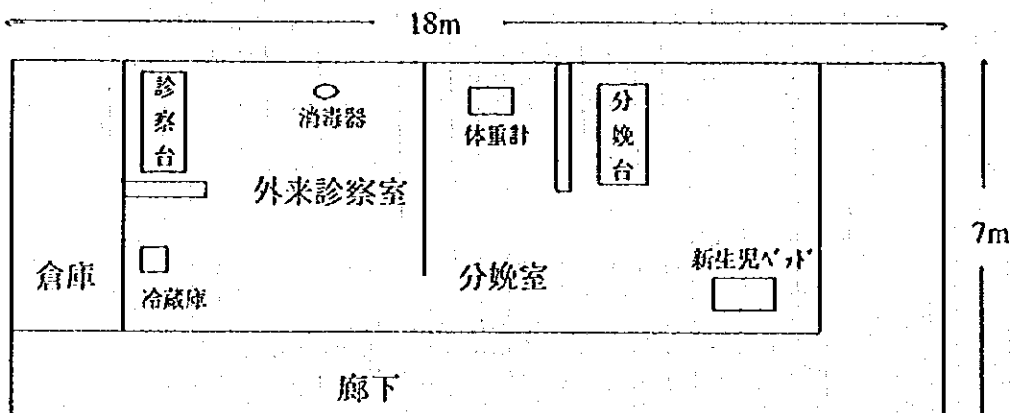 18m
診察台
消毒器
体重計
分娩台
外来診察室
7m
倉庫
冷蔵庫
分娩室
新生児ベッド
廊下